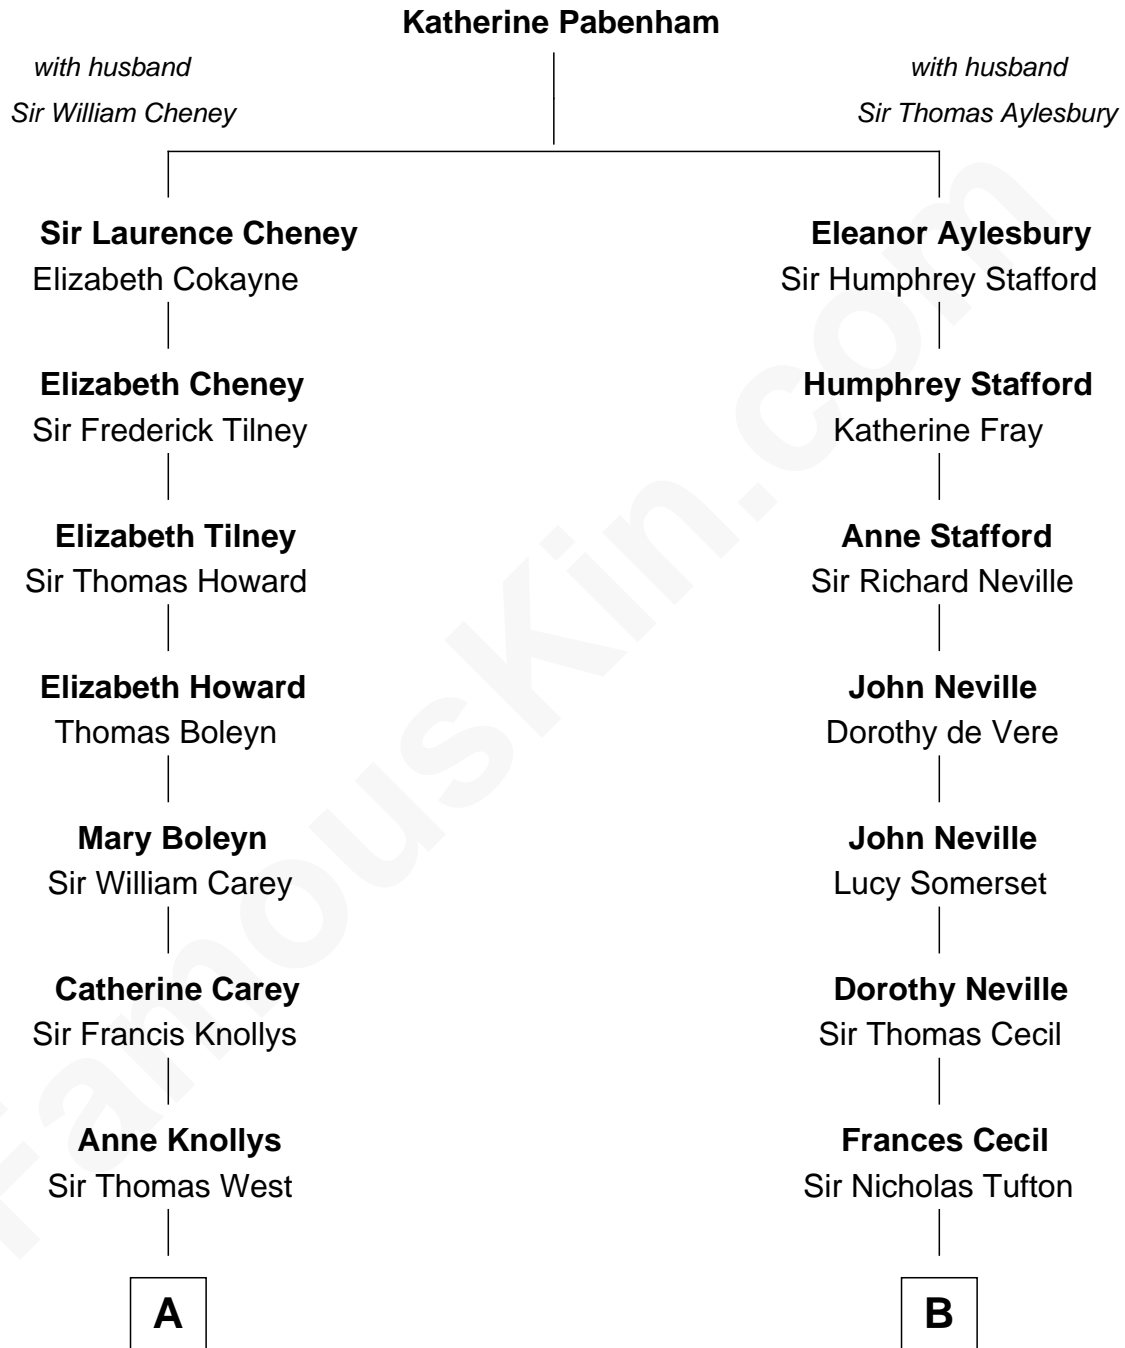 Katherine Pabenham
with husband
Sir William Cheney
with husband
Sir Thomas Aylesbury
Sir Laurence Cheney
Elizabeth Cokayne
Eleanor Aylesbury
Sir Humphrey Stafford
Elizabeth Cheney
Sir Frederick Tilney
Humphrey Stafford
Katherine Fray
Elizabeth Tilney
Sir Thomas Howard
Anne Stafford
Sir Richard Neville
Elizabeth Howard
Thomas Boleyn
John Neville
Dorothy de Vere
Mary Boleyn
Sir William Carey
John Neville
Lucy Somerset
Catherine Carey
Sir Francis Knollys
Dorothy Neville
Sir Thomas Cecil
Anne Knollys
Sir Thomas West
Frances Cecil
Sir Nicholas Tufton
A
B
FamousKin.com